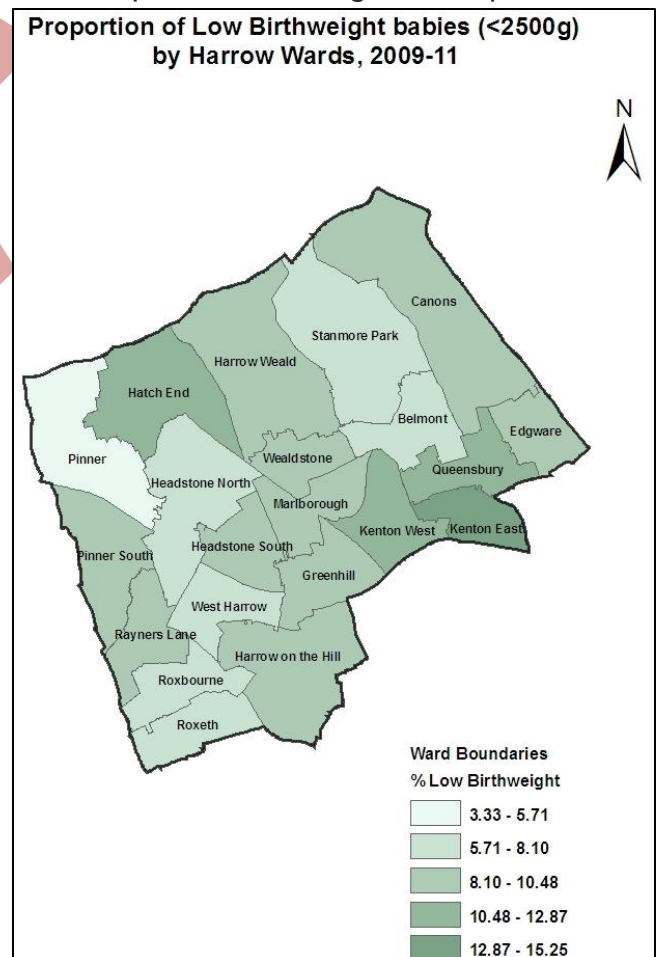 Proportion of Low Birthweight babies (<2500g)
by Harrow Wards, 2009-11
N
Canons
Stanmore Park
Harrow Weald
Hatch End
Belmont
Edgware
Pinner
Wealdstone
Queensbury
Headstone North
Marlborough
Kenton West
Kenton East
Pinner South
Headstone South
Greenhill
West Harrow
Rayners Lane
Harrow on the Hill
Roxbourne
Roxeth
Ward Boundaries
% Low Birthweight
3.33 - 5.71
5.71 - 8.10
8.10 - 10.48
10.48 - 12.87
12.87 - 15.25